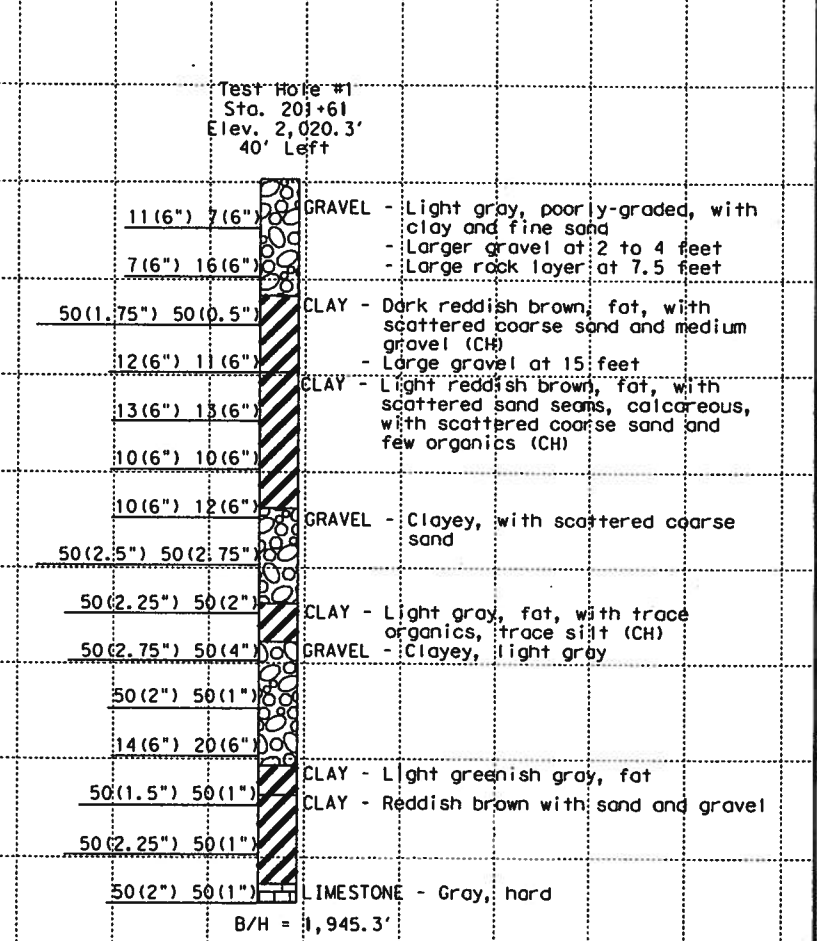 Test Hole #1
Sta. 201+61
Elev. 2,020.3'
40' Left
11(6") 7(6")
GRAVEL - Light gray, poorly-graded, with
clay and fine sand
- Larger gravel at 2 to 4 feet
7(6") 16(6")
- Large rock layer at 7.5 feet
50(1.75") 50(0.5")
CLAY - Dark reddish brown, fat, with
scattered coarse sand and medium
gravel (CH)
12(6") 11(6")
- Large gravel at 15 feet
CLAY - Light reddish brown, fat, with
13(6") 13(6")
scattered sand seams, calcareous,
with scattered coarse sand and
few organics (CH)
10(6") 10(6")
10(6") 12(6")
GRAVEL - Clayey, with scattered coarse
sand
50(2.5") 50(2.75")
50(2.25") 50(2")
CLAY - Light gray, fat, with trace
organics, trace silt (CH)
50(2.75") 50(4")
GRAVEL - Clayey, light gray
50(2") 50(1")
14(6") 20(6")
CLAY - Light greenish gray, fat
50(1.5") 50(1")
CLAY - Reddish brown with sand and gravel
50(2.25") 50(1")
50(2") 50(1")
LIMESTONE - Gray, hard
B/H = 1,945.3'